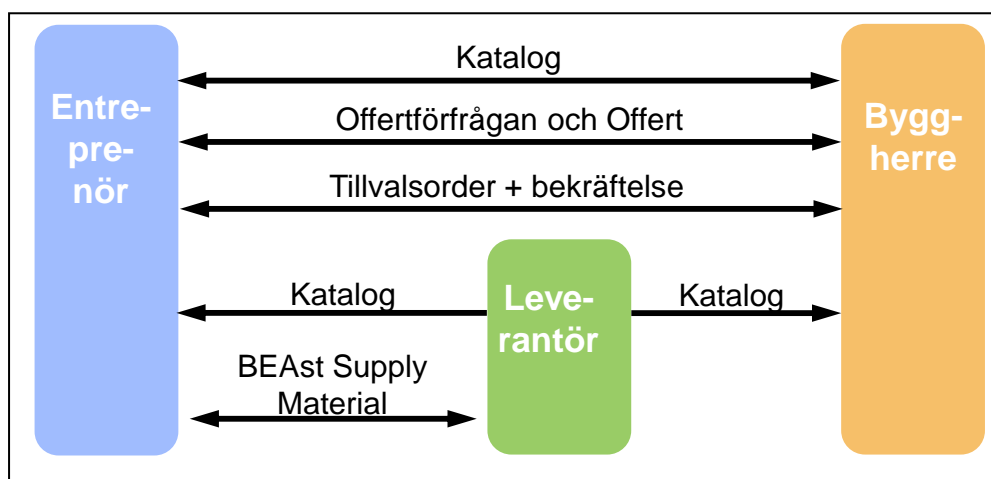 Katalog
Entre-
pre-
nör
Offertförfrågan och Offert
Bygg-
herre
Tillvalsorder + bekräftelse
Katalog
Leve-
rantör
Katalog
BEAst Supply
Material